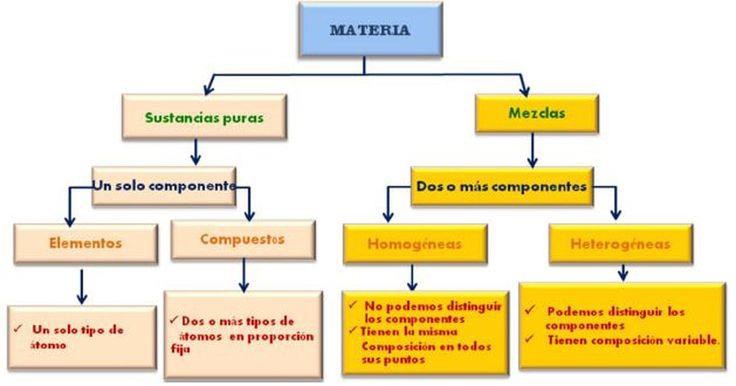 MATERIA
Sustancias puras
Mezclas
Un solo componente
Dos o más componentes
Elementos
Compuestos
Homogéneas
Heterogéneas
✓ Un solo tipo de
átomo
✓ Dos o más tipos de
átomos en proporción
fija
✓ No podemos distinguir
los componentes
✓ Tienen la misma
Composición en todos
sus puntos
✓ Podemos distinguir los
componentes
✓ Tienen composición variable.